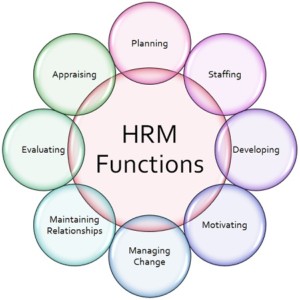 Planning
Staffing
Developing
Motivating
Managing
Change
Maintaining
Relationships
Evaluating
Appraising
HRM
Functions